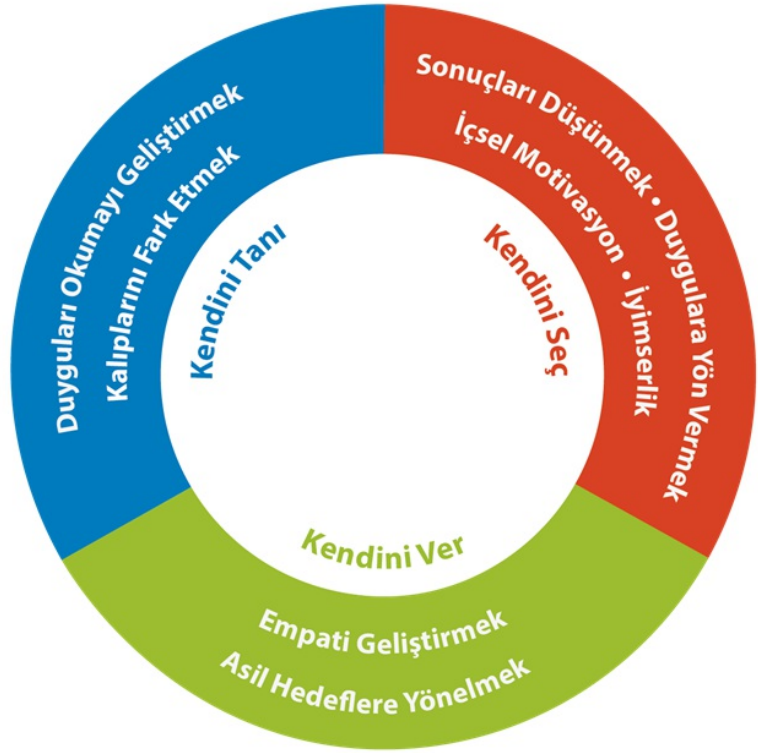 Duyguları Okumayı Geliştirmek
Kalıplarını Fark Etmek
Kendini Tanı
Sonuçları Düşünmek • Duygulara Yön Vermek
İçsel Motivasyon • İyimserlik
Kendini Seç
Kendini Ver
Empati Geliştirmek
Asil Hedeflere Yönelmek